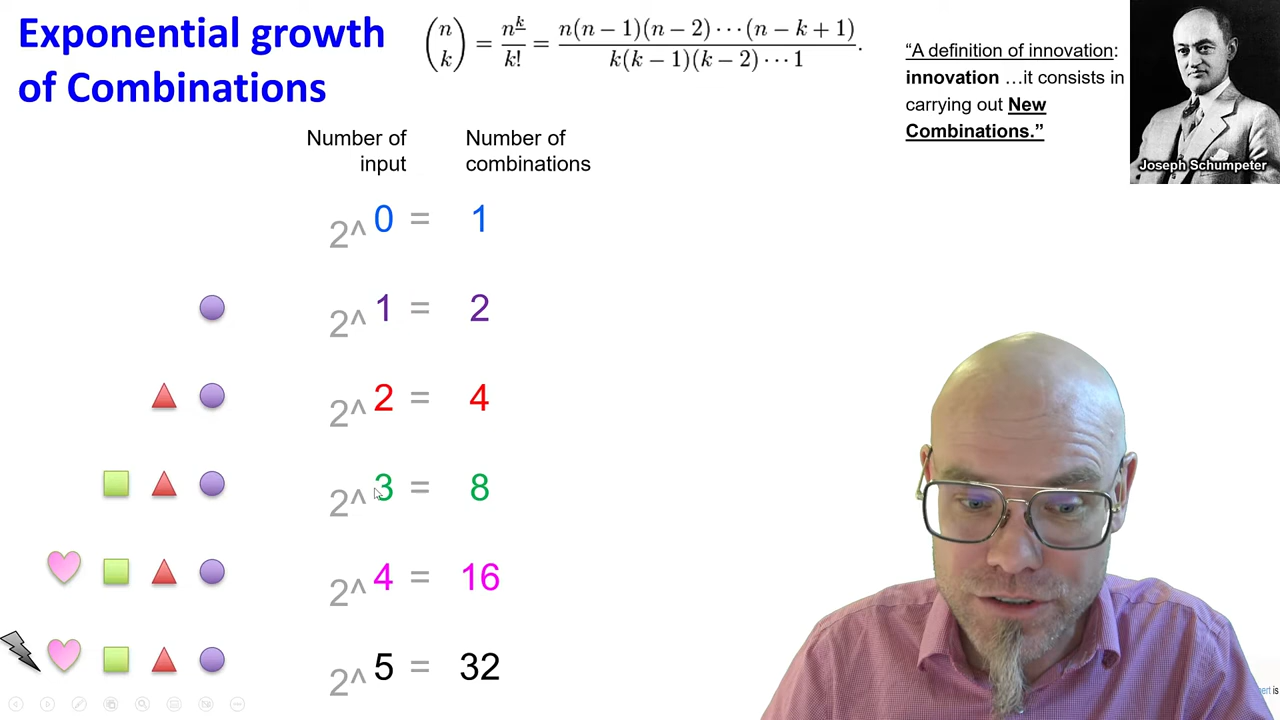 Exponential growth
of Combinations
(n k) = n^k/k! = n(n − 1)(n − 2) ··· (n − k + 1) / k(k − 1)(k − 2) ··· 1 .
“A definition of innovation:
innovation …it consists in
carrying out New
Combinations.”
Joseph Schumpeter
Number of input
Number of combinations
2^ 0 = 1
2^ 1 = 2
2^ 2 = 4
2^ 3 = 8
2^ 4 = 16
2^ 5 = 32
is